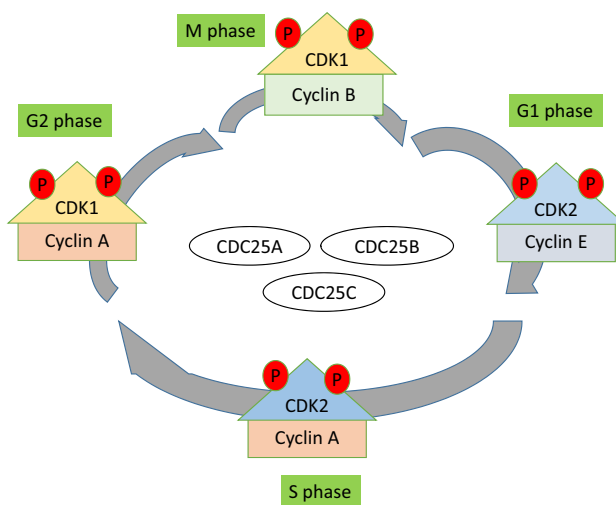 M phase
P
P
CDK1
Cyclin B
G2 phase
G1 phase
P
P
CDK1
Cyclin A
P
P
CDK2
Cyclin E
CDC25A
CDC25B
CDC25C
P
P
CDK2
Cyclin A
S phase